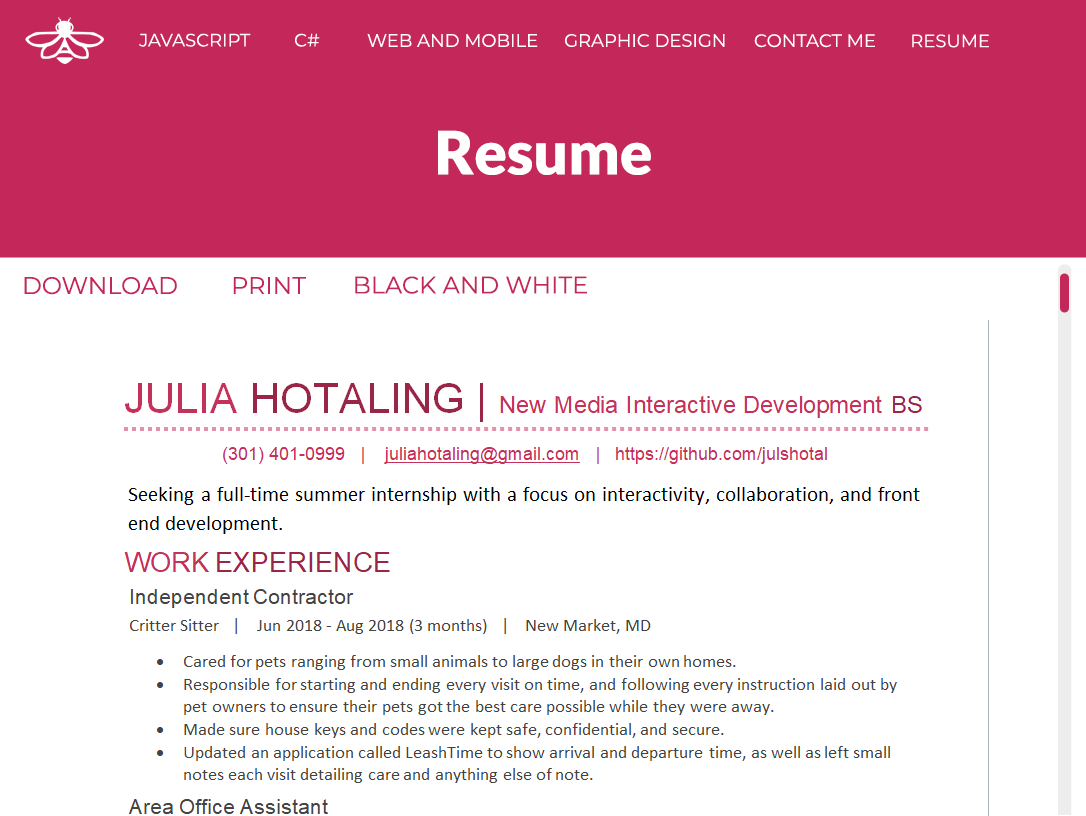 JAVASCRIPT C# WEB AND MOBILE GRAPHIC DESIGN CONTACT ME RESUME
Resume
DOWNLOAD PRINT BLACK AND WHITE
JULIA HOTALING | New Media Interactive Development BS
(301) 401-0999 | juliahotaling@gmail.com | https://github.com/julshotal
Seeking a full-time summer internship with a focus on interactivity, collaboration, and front
end development.
WORK EXPERIENCE
Independent Contractor
Critter Sitter | Jun 2018 - Aug 2018 (3 months) | New Market, MD
• Cared for pets ranging from small animals to large dogs in their own homes.
• Responsible for starting and ending every visit on time, and following every instruction laid out by
pet owners to ensure their pets got the best care possible while they were away.
• Made sure house keys and codes were kept safe, confidential, and secure.
• Updated an application called LeashTime to show arrival and departure time, as well as left small
notes each visit detailing care and anything else of note.
Area Office Assistant